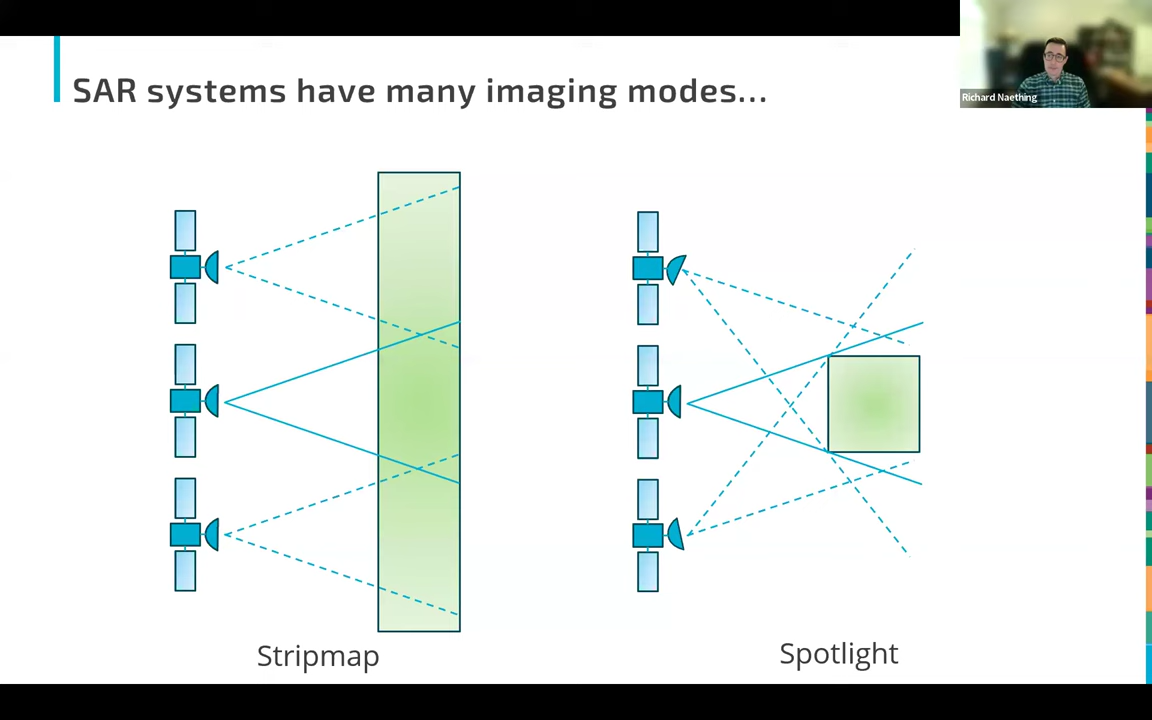 SAR systems have many imaging modes...
Richard Naething
Stripmap
Spotlight